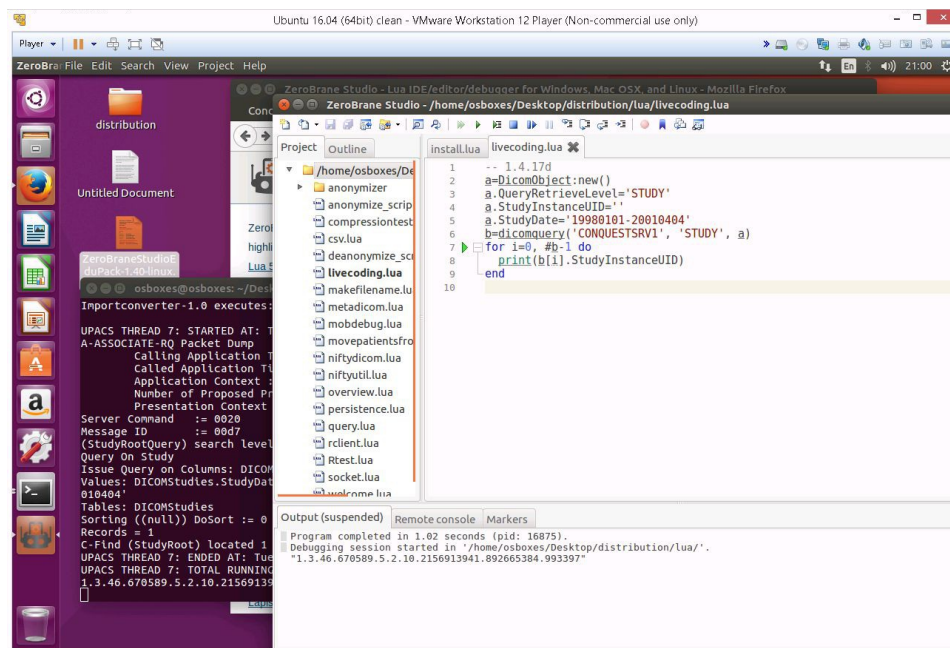 Ubuntu 16.04 (64bit) clean - VMware Workstation 12 Player (Non-commercial use only)
Player
ZeroBra File Edit Search View Project Help
En
21:00
ZeroBrane Studio - Lua IDE/editor/debugger for Windows, Mac OSX, and Linux - Mozilla Firefox
distribution
Untitled Document
ZeroBraneStudioE
duPack-1.40-linux.
Conc
Zerol
highli
Lua 5
ZeroBrane Studio - /home/osboxes/Desktop/distribution/lua/livecoding.lua
Project
Outline
/home/osboxes/De
anonymizer
anonymize_scrip
compressiontest
csv.lua
deanonymize_scr
livecoding.lua
makefilename.lu
metadicom.lua
mobdebug.lua
movepatientsfro
niftydicom.lua
niftyutil.lua
overview.lua
persistence.lua
query.lua
rclient.lua
Rtest.lua
socket.lua
welcome.lua
install.lua
livecoding.lua
1 -- 1.4.17d
2 a=DicomObject:new()
3 a.QueryRetrieveLevel='STUDY'
4 a.StudyInstanceUID=''
5 a.StudyDate='19980101-20010404'
6 b=dicomquery('CONQUESTSRV1', 'STUDY', a)
7 for i=0, #b-1 do
8 print(b[i].StudyInstanceUID)
9 end
10
osboxes@osboxes: ~/Desk
Importconverter-1.0 executes:
UPACS THREAD 7: STARTED AT: T
A-ASSOCIATE-RQ Packet Dump
Calling Application T
Called Application Ti
Application Context :
Number of Proposed Pr
Presentation Context
Server Command := 0020
Message ID := 00d7
(StudyRootQuery) search level
Query On Study
Issue Query on Columns: DICOM
Values: DICOMStudies.StudyDat
010404'
Tables: DICOMStudies
Sorting ((null)) DoSort := 0
Records = 1
C-Find (StudyRoot) located 1
UPACS THREAD 7: ENDED AT: Tue
UPACS THREAD 7: TOTAL RUNNING
1.3.46.670589.5.2.10.21569139
Output (suspended)
Remote console
Markers
Program completed in 1.02 seconds (pid: 16875).
Debugging session started in '/home/osboxes/Desktop/distribution/lua/'.
"1.3.46.670589.5.2.10.2156913941.892665384.993397"